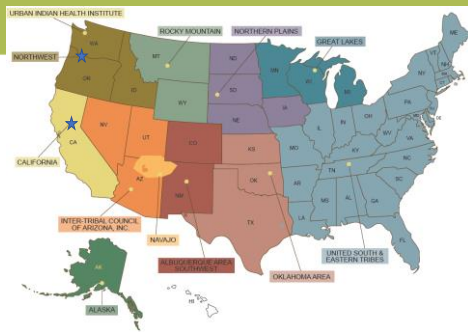 URBAN INDIAN HEALTH INSTITUTE
ROCKY MOUNTAIN
NORTHERN PLAINS
GREAT LAKES
NORTHWEST
CALIFORNIA
INTER-TRIBAL COUNCIL
OF ARIZONA, INC.
NAVAJO
ALBUQUERQUE AREA
SOUTHWEST
OKLAHOMA AREA
UNITED SOUTH &
EASTERN TRIBES
ALASKA
WA
OR
ID
MT
WY
ND
SD
NE
MN
WI
MI
IA
CA
NV
UT
AZ
CO
NM
KS
OK
TX
MO
AR
LA
IL
IN
OH
KY
TN
MS
AL
GA
FL
SC
NC
VA
WV
PA
NY
VT
NH
ME
MA
AK
HI